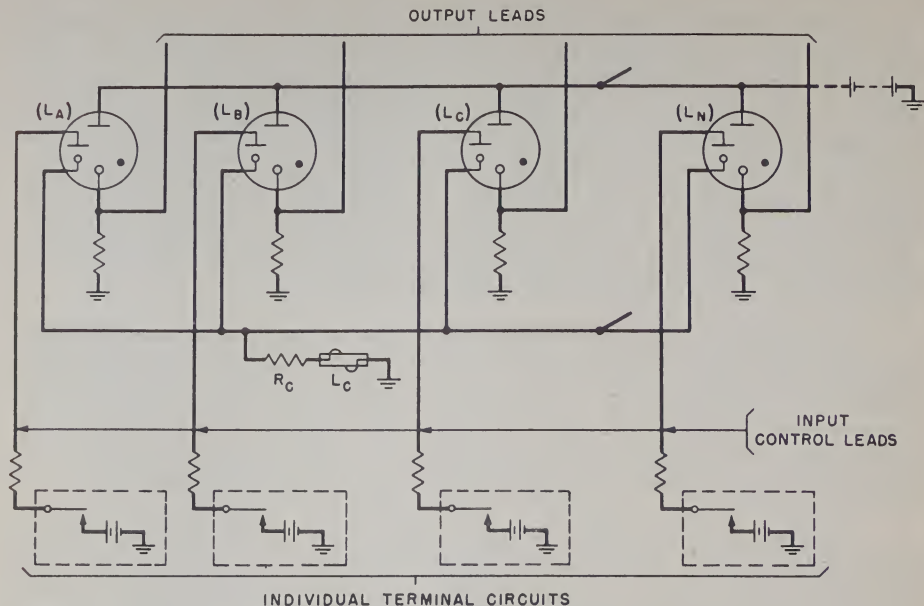 OUTPUT LEADS
(LA)
(LB)
(LC)
(LN)
RC
LC
INPUT
CONTROL LEADS
INDIVIDUAL TERMINAL CIRCUITS